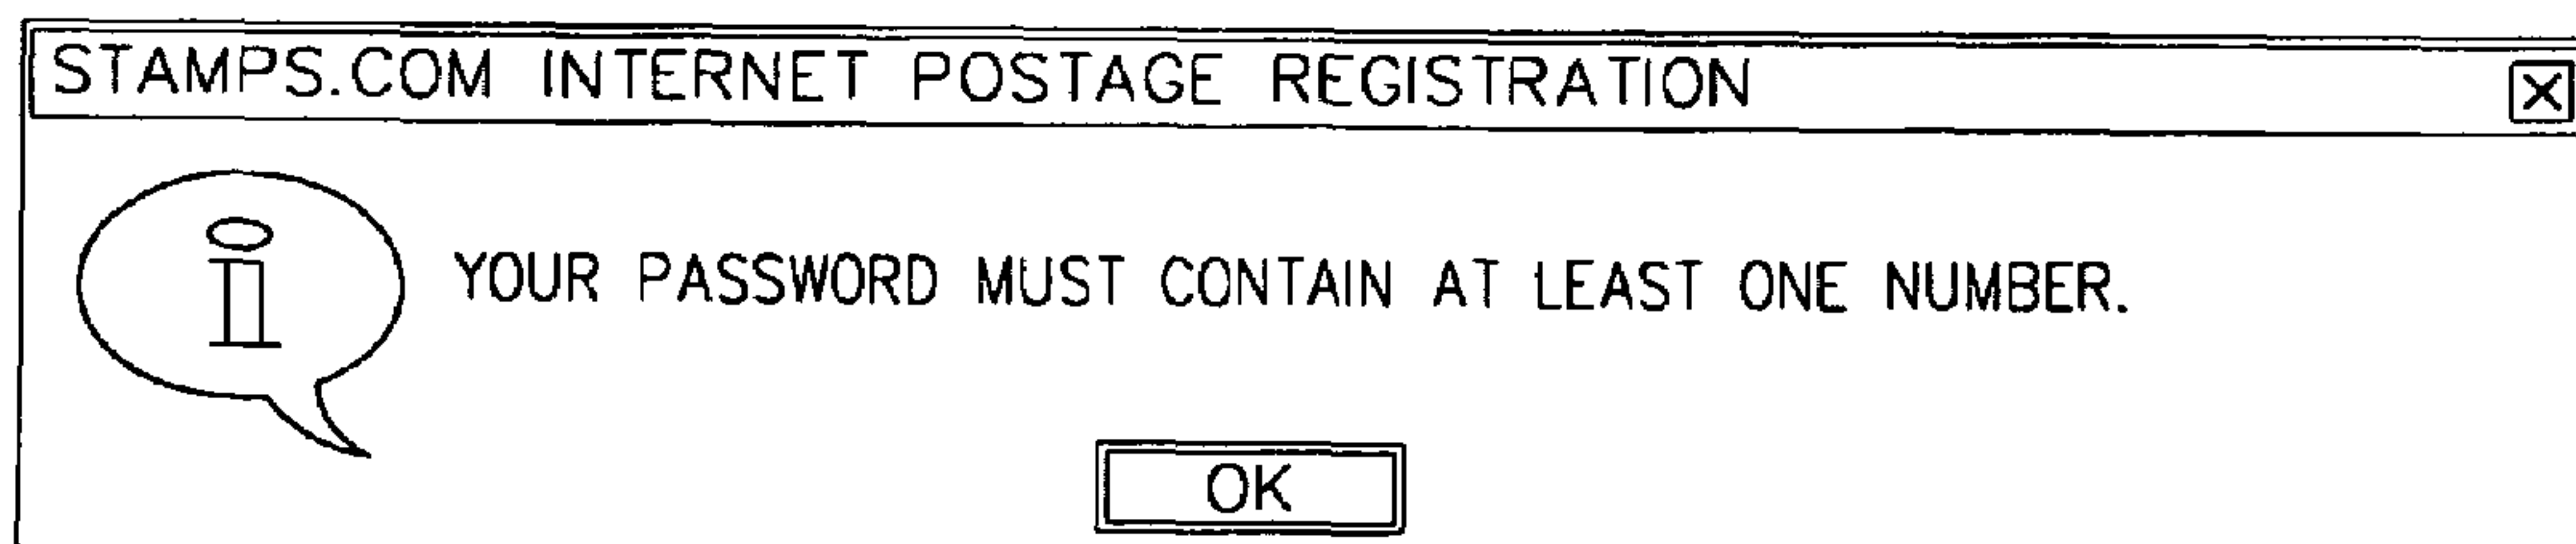 STAMPS.COM INTERNET POSTAGE REGISTRATION
i YOUR PASSWORD MUST CONTAIN AT LEAST ONE NUMBER.
OK